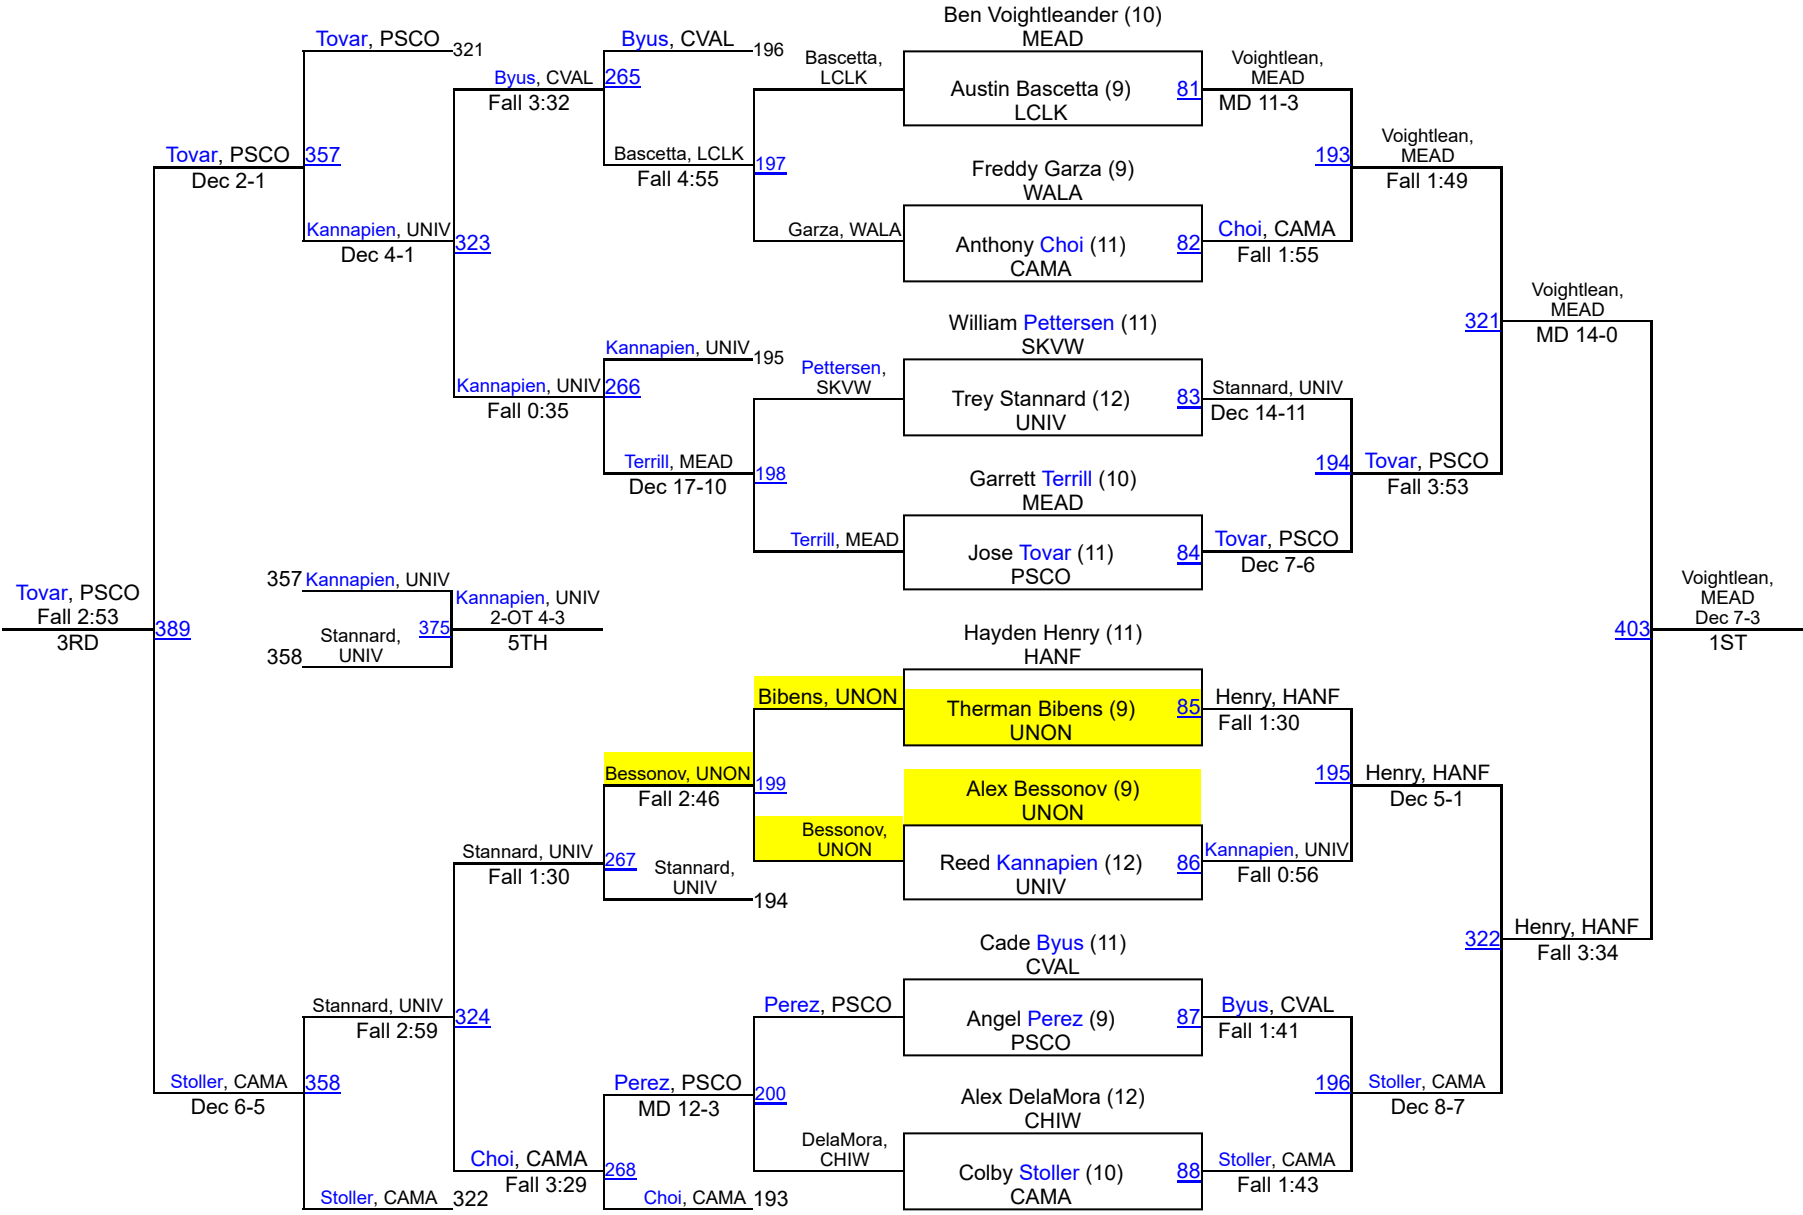 Ben Voightleander (10)
MEAD
Tovar, PSCO
321
Byus, CVAL
196
Bascetta,
LCLK
Voightlean,
MEAD
Byus, CVAL
265
Fall 3:32
Austin Bascetta (9)
LCLK
81
MD 11-3
Voightlean,
MEAD
Tovar, PSCO
357
Dec 2-1
Bascetta, LCLK
Fall 4:55
197
Freddy Garza (9)
WALA
193
Fall 1:49
Kannapien, UNIV
Dec 4-1
323
Garza, WALA
Anthony Choi (11)
CAMA
82
Choi, CAMA
Fall 1:55
Voightlean,
MEAD
William Pettersen (11)
SKVW
321
MD 14-0
Kannapien, UNIV
195
Pettersen,
SKVW
Kannapien, UNIV
266
Fall 0:35
Trey Stannard (12)
UNIV
83
Stannard, UNIV
Dec 14-11
Terrill, MEAD
Dec 17-10
198
Garrett Terrill (10)
MEAD
194
Tovar, PSCO
Fall 3:53
Terrill, MEAD
Jose Tovar (11)
PSCO
84
Tovar, PSCO
Dec 7-6
Tovar, PSCO
Fall 2:53
3RD
389
357
Kannapien, UNIV
Stannard,
UNIV
358
375
Kannapien, UNIV
2-OT 4-3
5TH
Hayden Henry (11)
HANF
403
Voightlean,
MEAD
Dec 7-3
1ST
Bibens, UNON
Therman Bibens (9)
UNON
85
Henry, HANF
Fall 1:30
Bessonov, UNON
Fall 2:46
199
Alex Bessonov (9)
UNON
195
Henry, HANF
Dec 5-1
Bessonov,
UNON
Stannard, UNIV
Fall 1:30
267
Stannard,
UNIV
194
Reed Kannapien (12)
UNIV
86
Kannapien, UNIV
Fall 0:56
Cade Byus (11)
CVAL
322
Henry, HANF
Fall 3:34
Stannard, UNIV
Fall 2:59
324
Perez, PSCO
Angel Perez (9)
PSCO
87
Byus, CVAL
Fall 1:41
Stoller, CAMA
Dec 6-5
358
Perez, PSCO
MD 12-3
200
Alex DelaMora (12)
CHIW
196
Stoller, CAMA
Dec 8-7
DelaMora,
CHIW
Choi, CAMA
Fall 3:29
268
Colby Stoller (10)
CAMA
88
Stoller, CAMA
Fall 1:43
Stoller, CAMA
322
Choi, CAMA
193